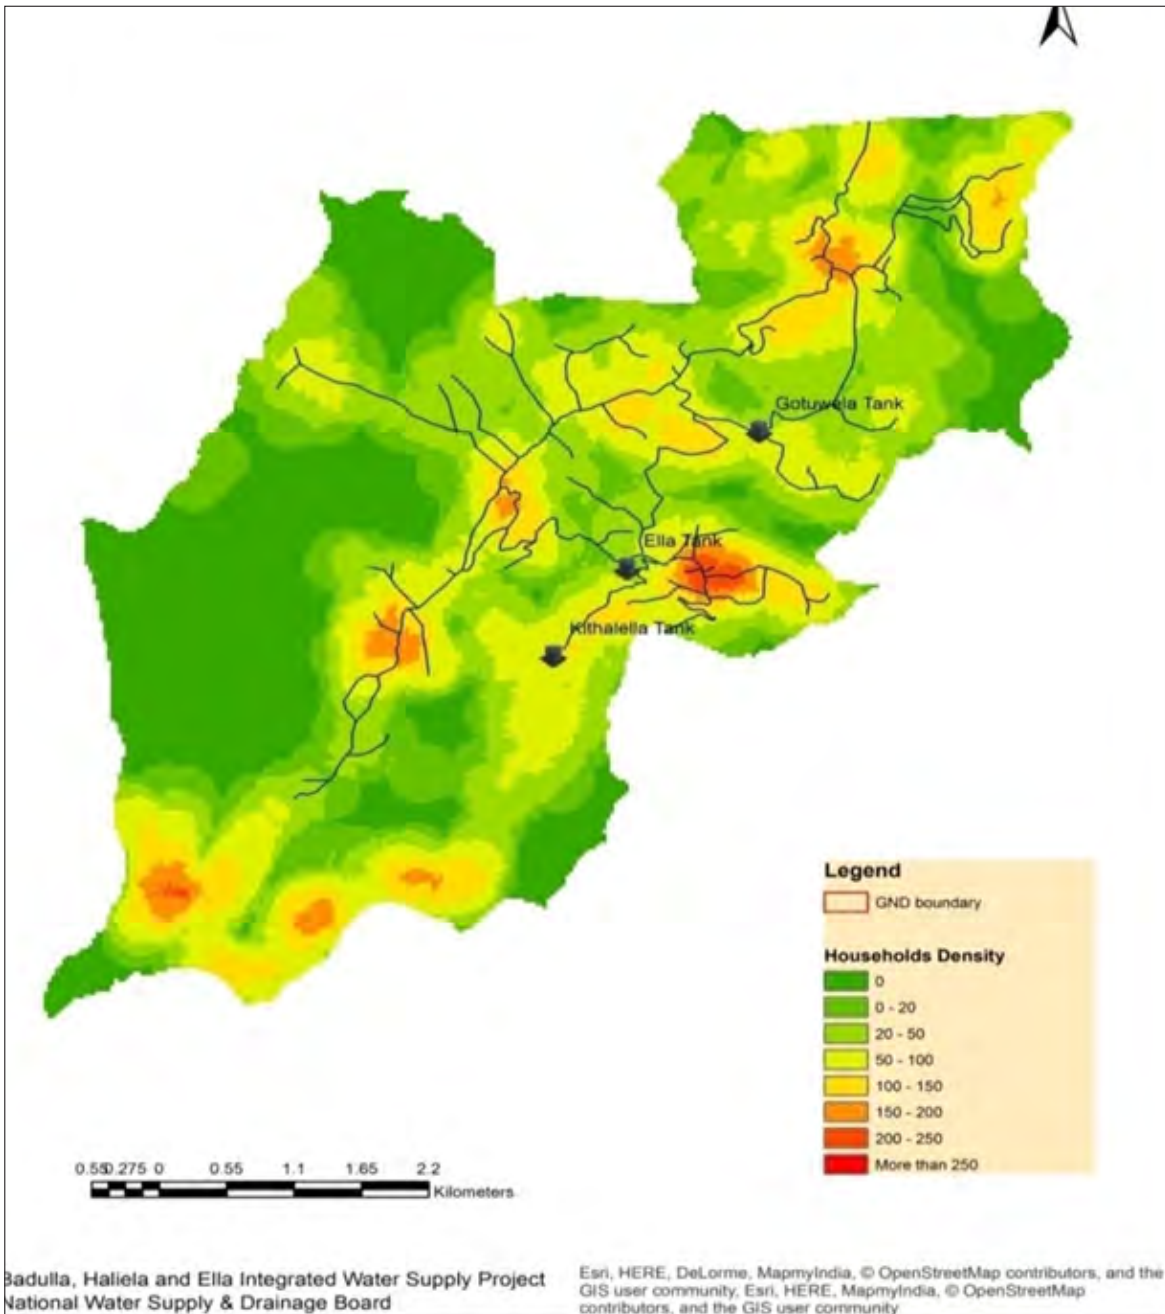 Gotuwela Tank
Ella Tank
Kithalella Tank
Legend
GND boundary
Households Density
0
0 - 20
20 - 50
50 - 100
100 - 150
150 - 200
200 - 250
More than 250
0.55 0.275 0 0.55 1.1 1.65 2.2
Kilometers
Badulla, Haliela and Ella Integrated Water Supply Project
National Water Supply & Drainage Board
Esri, HERE, DeLorme, MapmyIndia, © OpenStreetMap contributors, and the
GIS user community, Esri, HERE, MapmyIndia, © OpenStreetMap
contributors, and the GIS user community